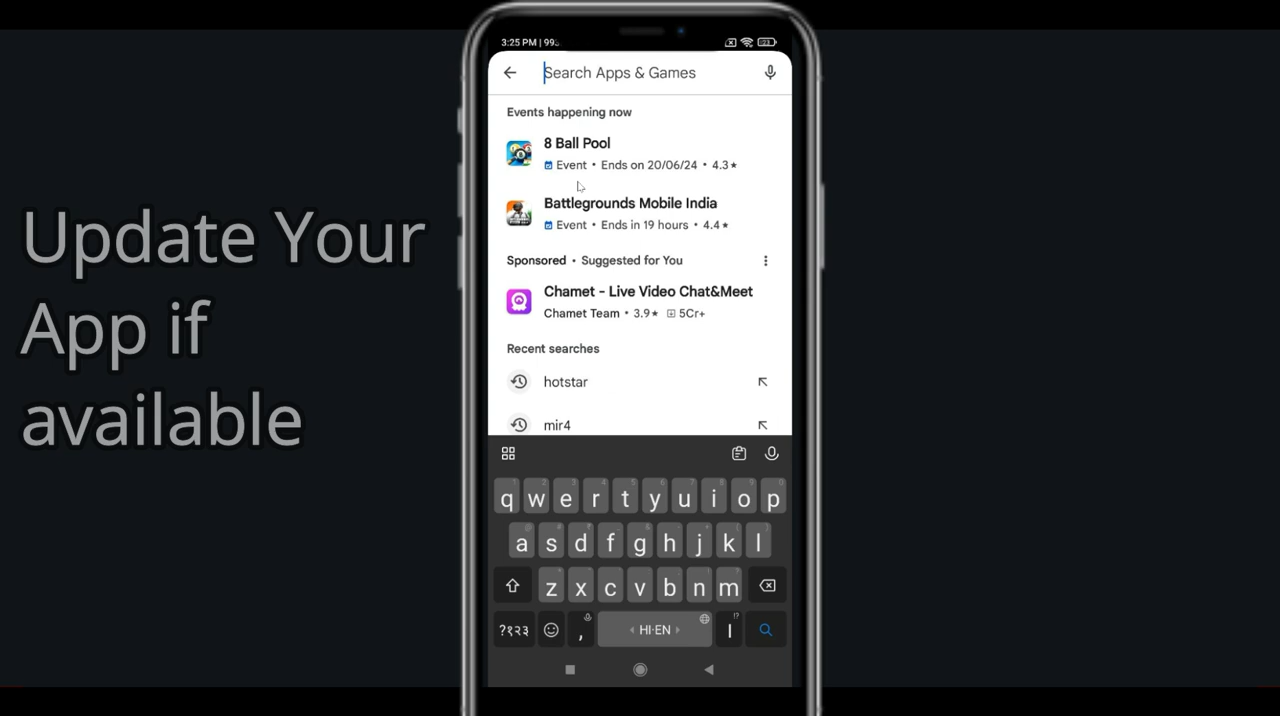 Update Your
App if
available
3:25 PM | 99
Search Apps & Games
Events happening now
8 Ball Pool
Event • Ends on 20/06/24 • 4.3★
Battlegrounds Mobile India
Event • Ends in 19 hours • 4.4★
Sponsored • Suggested for You
Chamet - Live Video Chat&Meet
Chamet Team • 3.9★ 5Cr+
Recent searches
hotstar
mir4
q w e r t y u i o p
a s d f g h j k l
z x c v b n m
?१२३ , HI·EN ।